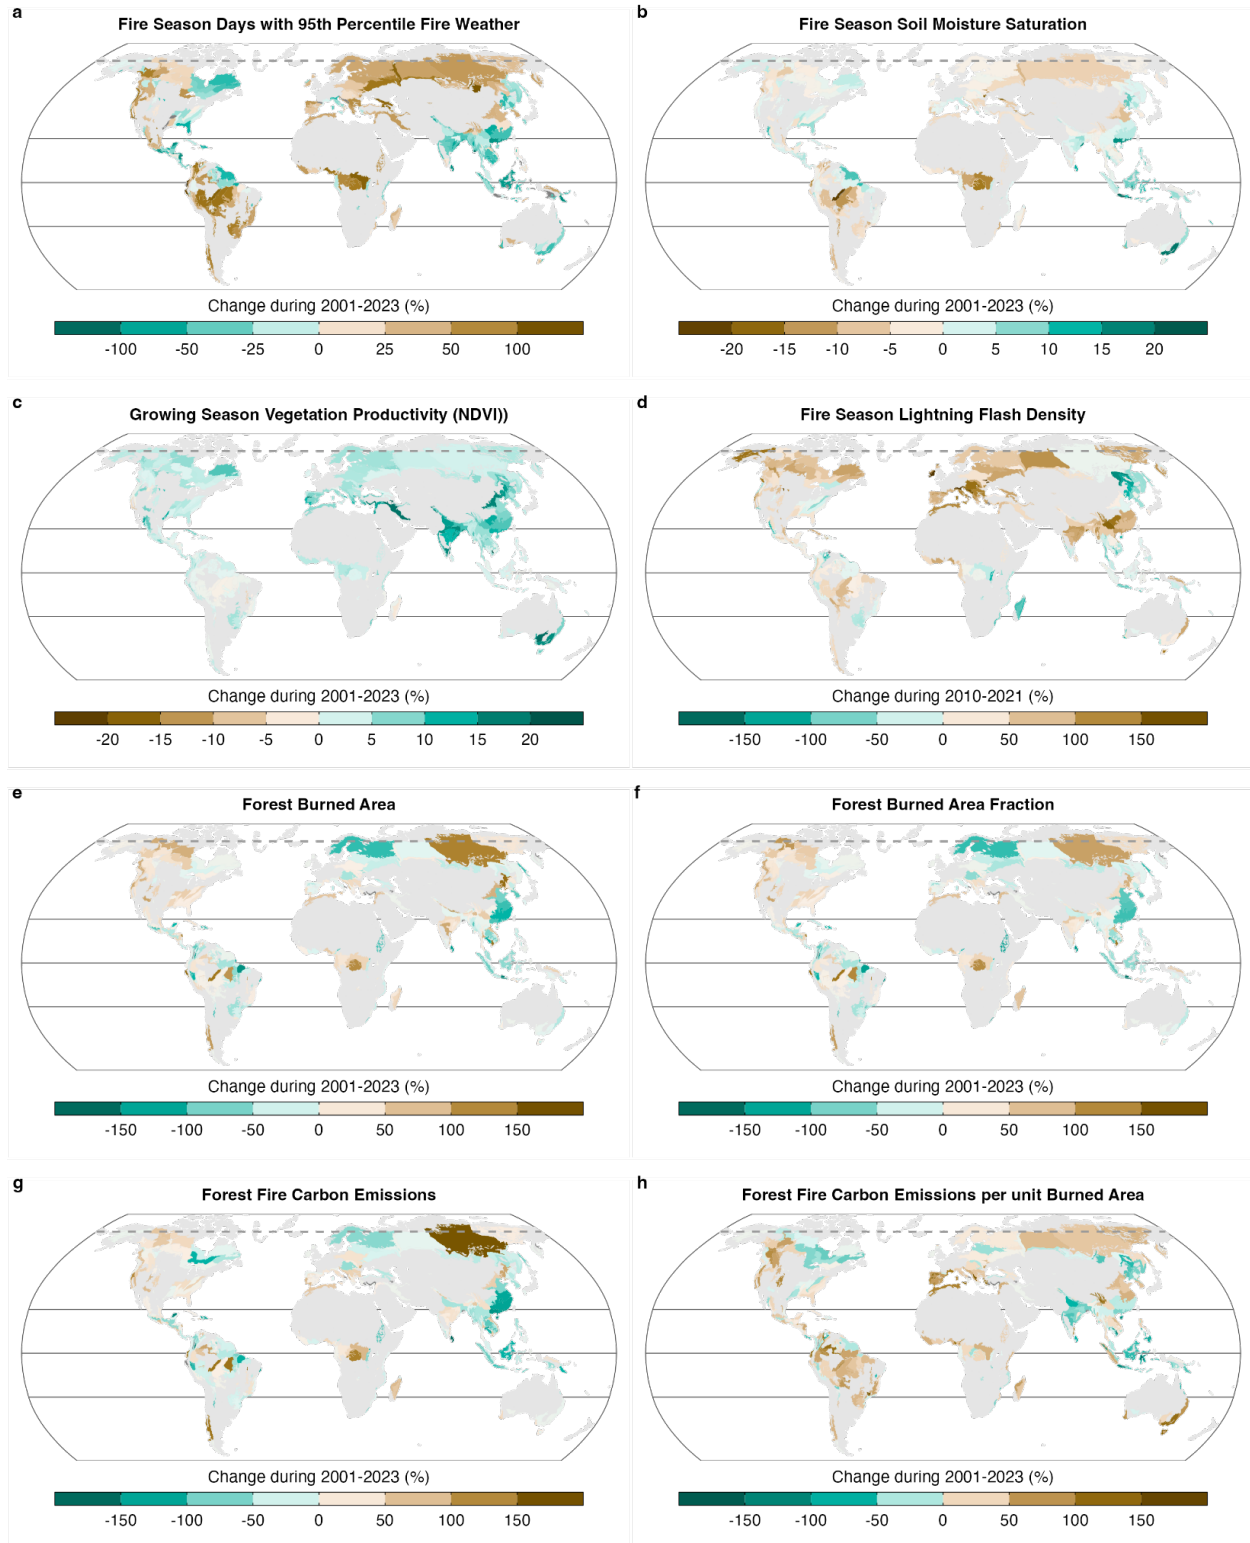 a
Fire Season Days with 95th Percentile Fire Weather
Change during 2001-2023 (%)
-100 -50 -25 0 25 50 100
b
Fire Season Soil Moisture Saturation
Change during 2001-2023 (%)
-20 -15 -10 -5 0 5 10 15 20
c
Growing Season Vegetation Productivity (NDVI))
Change during 2001-2023 (%)
-20 -15 -10 -5 0 5 10 15 20
d
Fire Season Lightning Flash Density
Change during 2010-2021 (%)
-150 -100 -50 0 50 100 150
e
Forest Burned Area
Change during 2001-2023 (%)
-150 -100 -50 0 50 100 150
f
Forest Burned Area Fraction
Change during 2001-2023 (%)
-150 -100 -50 0 50 100 150
g
Forest Fire Carbon Emissions
Change during 2001-2023 (%)
-150 -100 -50 0 50 100 150
h
Forest Fire Carbon Emissions per unit Burned Area
Change during 2001-2023 (%)
-150 -100 -50 0 50 100 150